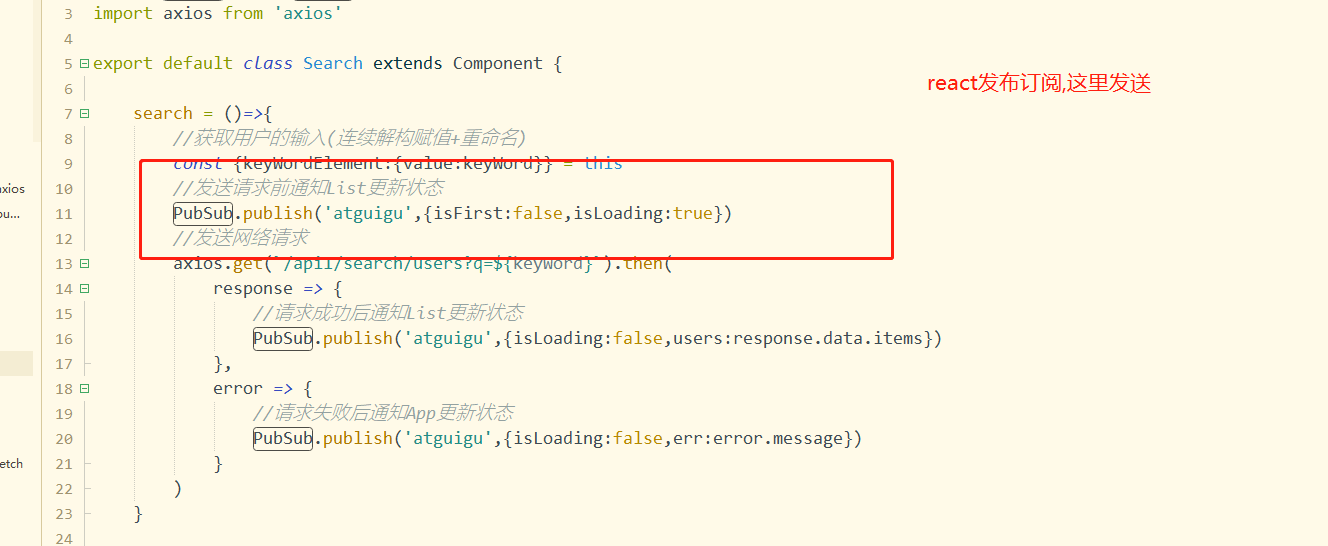 3 import axios from 'axios'
4
5 export default class Search extends Component {
react发布订阅,这里发送
6
7 search = ()=>{
8 //获取用户的输入(连续解构赋值+重命名)
9 const {keyWordElement:{value:keyWord}} = this
axios
10 //发送请求前通知List更新状态
ou...
11 PubSub.publish('atguigu',{isFirst:false,isLoading:true})
12 //发送网络请求
13 axios.get(`/api1/search/users?q=${keyWord}`).then(
14 response => {
15 //请求成功后通知List更新状态
16 PubSub.publish('atguigu',{isLoading:false,users:response.data.items})
17 },
18 error => {
19 //请求失败后通知App更新状态
20 PubSub.publish('atguigu',{isLoading:false,err:error.message})
etch
21 }
22 )
23 }
24